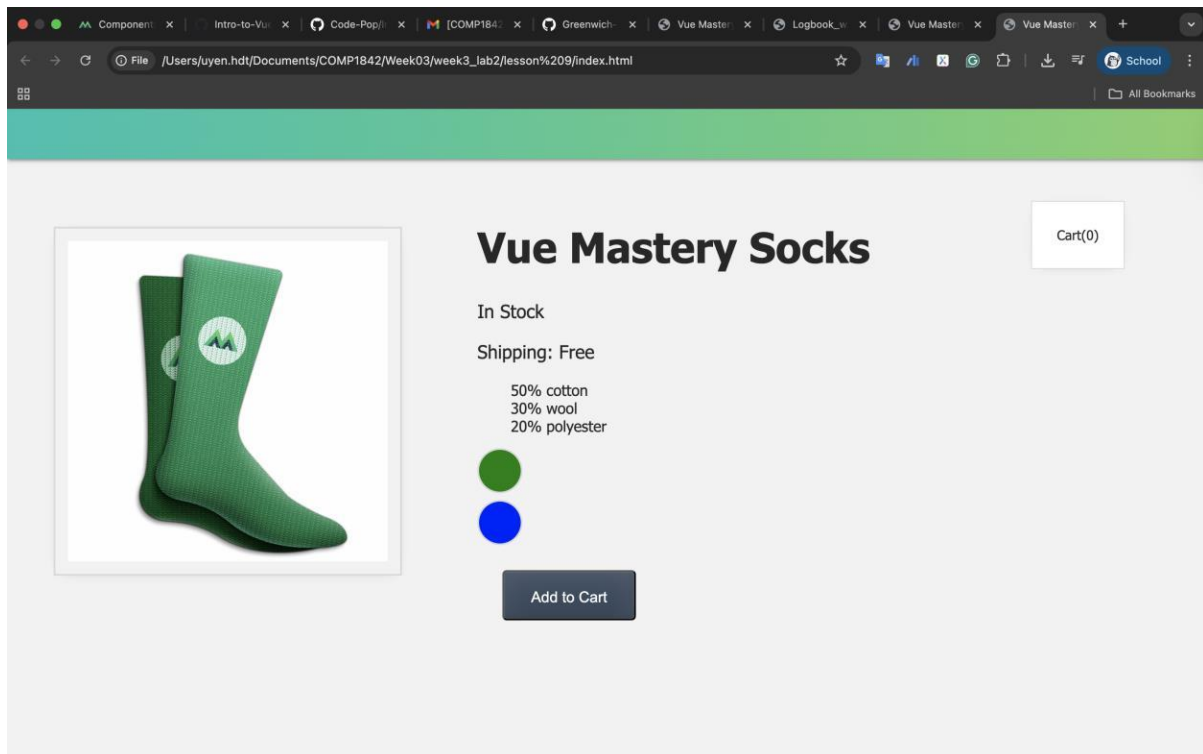 Component
Intro-to-Vu
Code-Pop/I
[COMP1842
Greenwich-
Vue Master
Logbook_w
Vue Master
Vue Master
File /Users/uyen.hdt/Documents/COMP1842/Week03/week3_lab2/lesson%209/index.html
School
All Bookmarks
Cart(0)
Vue Mastery Socks
In Stock
Shipping: Free
50% cotton
30% wool
20% polyester
Add to Cart